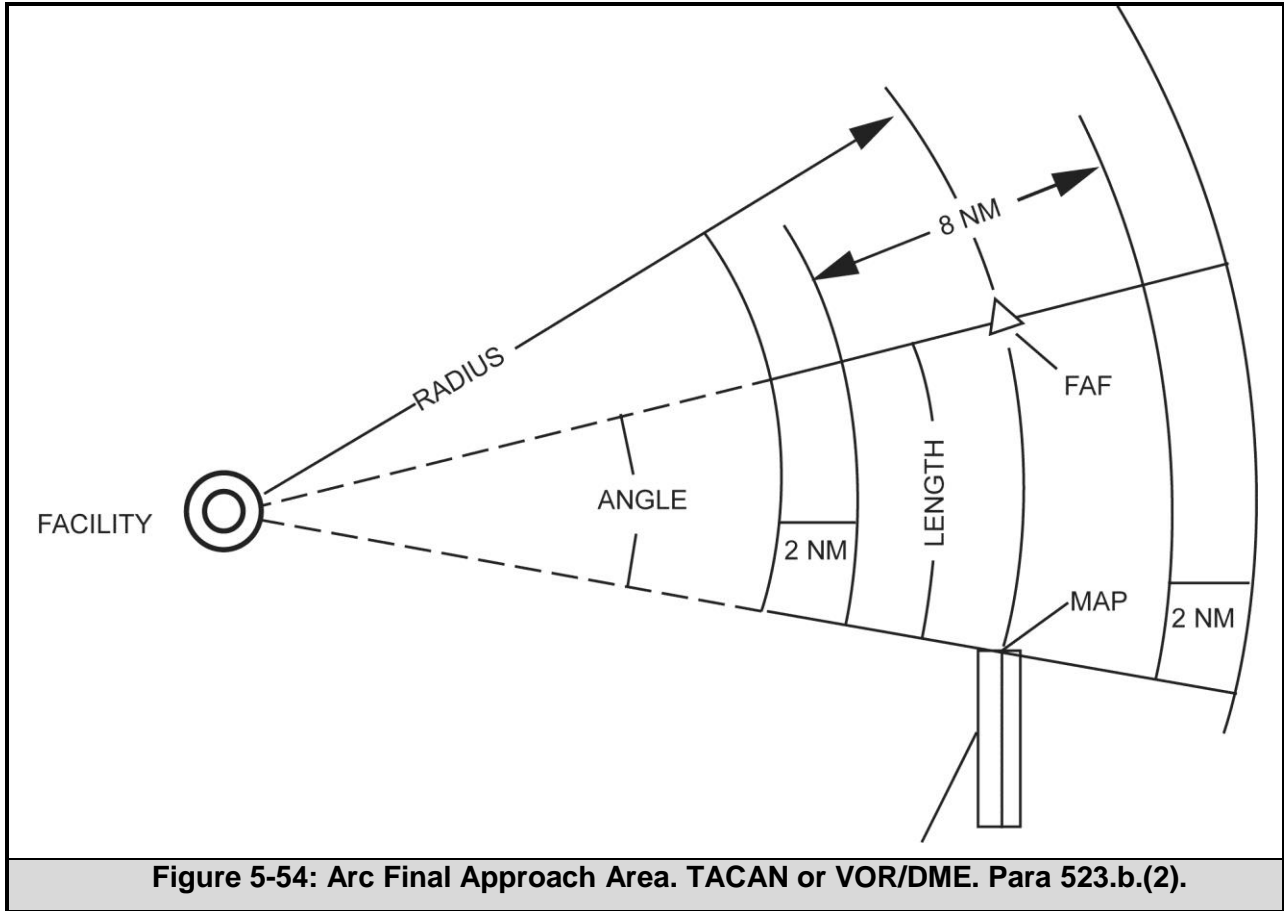 8 NM
RADIUS
FAF
FACILITY
ANGLE
LENGTH
2 NM
MAP
2 NM
Figure 5-54: Arc Final Approach Area. TACAN or VOR/DME. Para 523.b.(2).